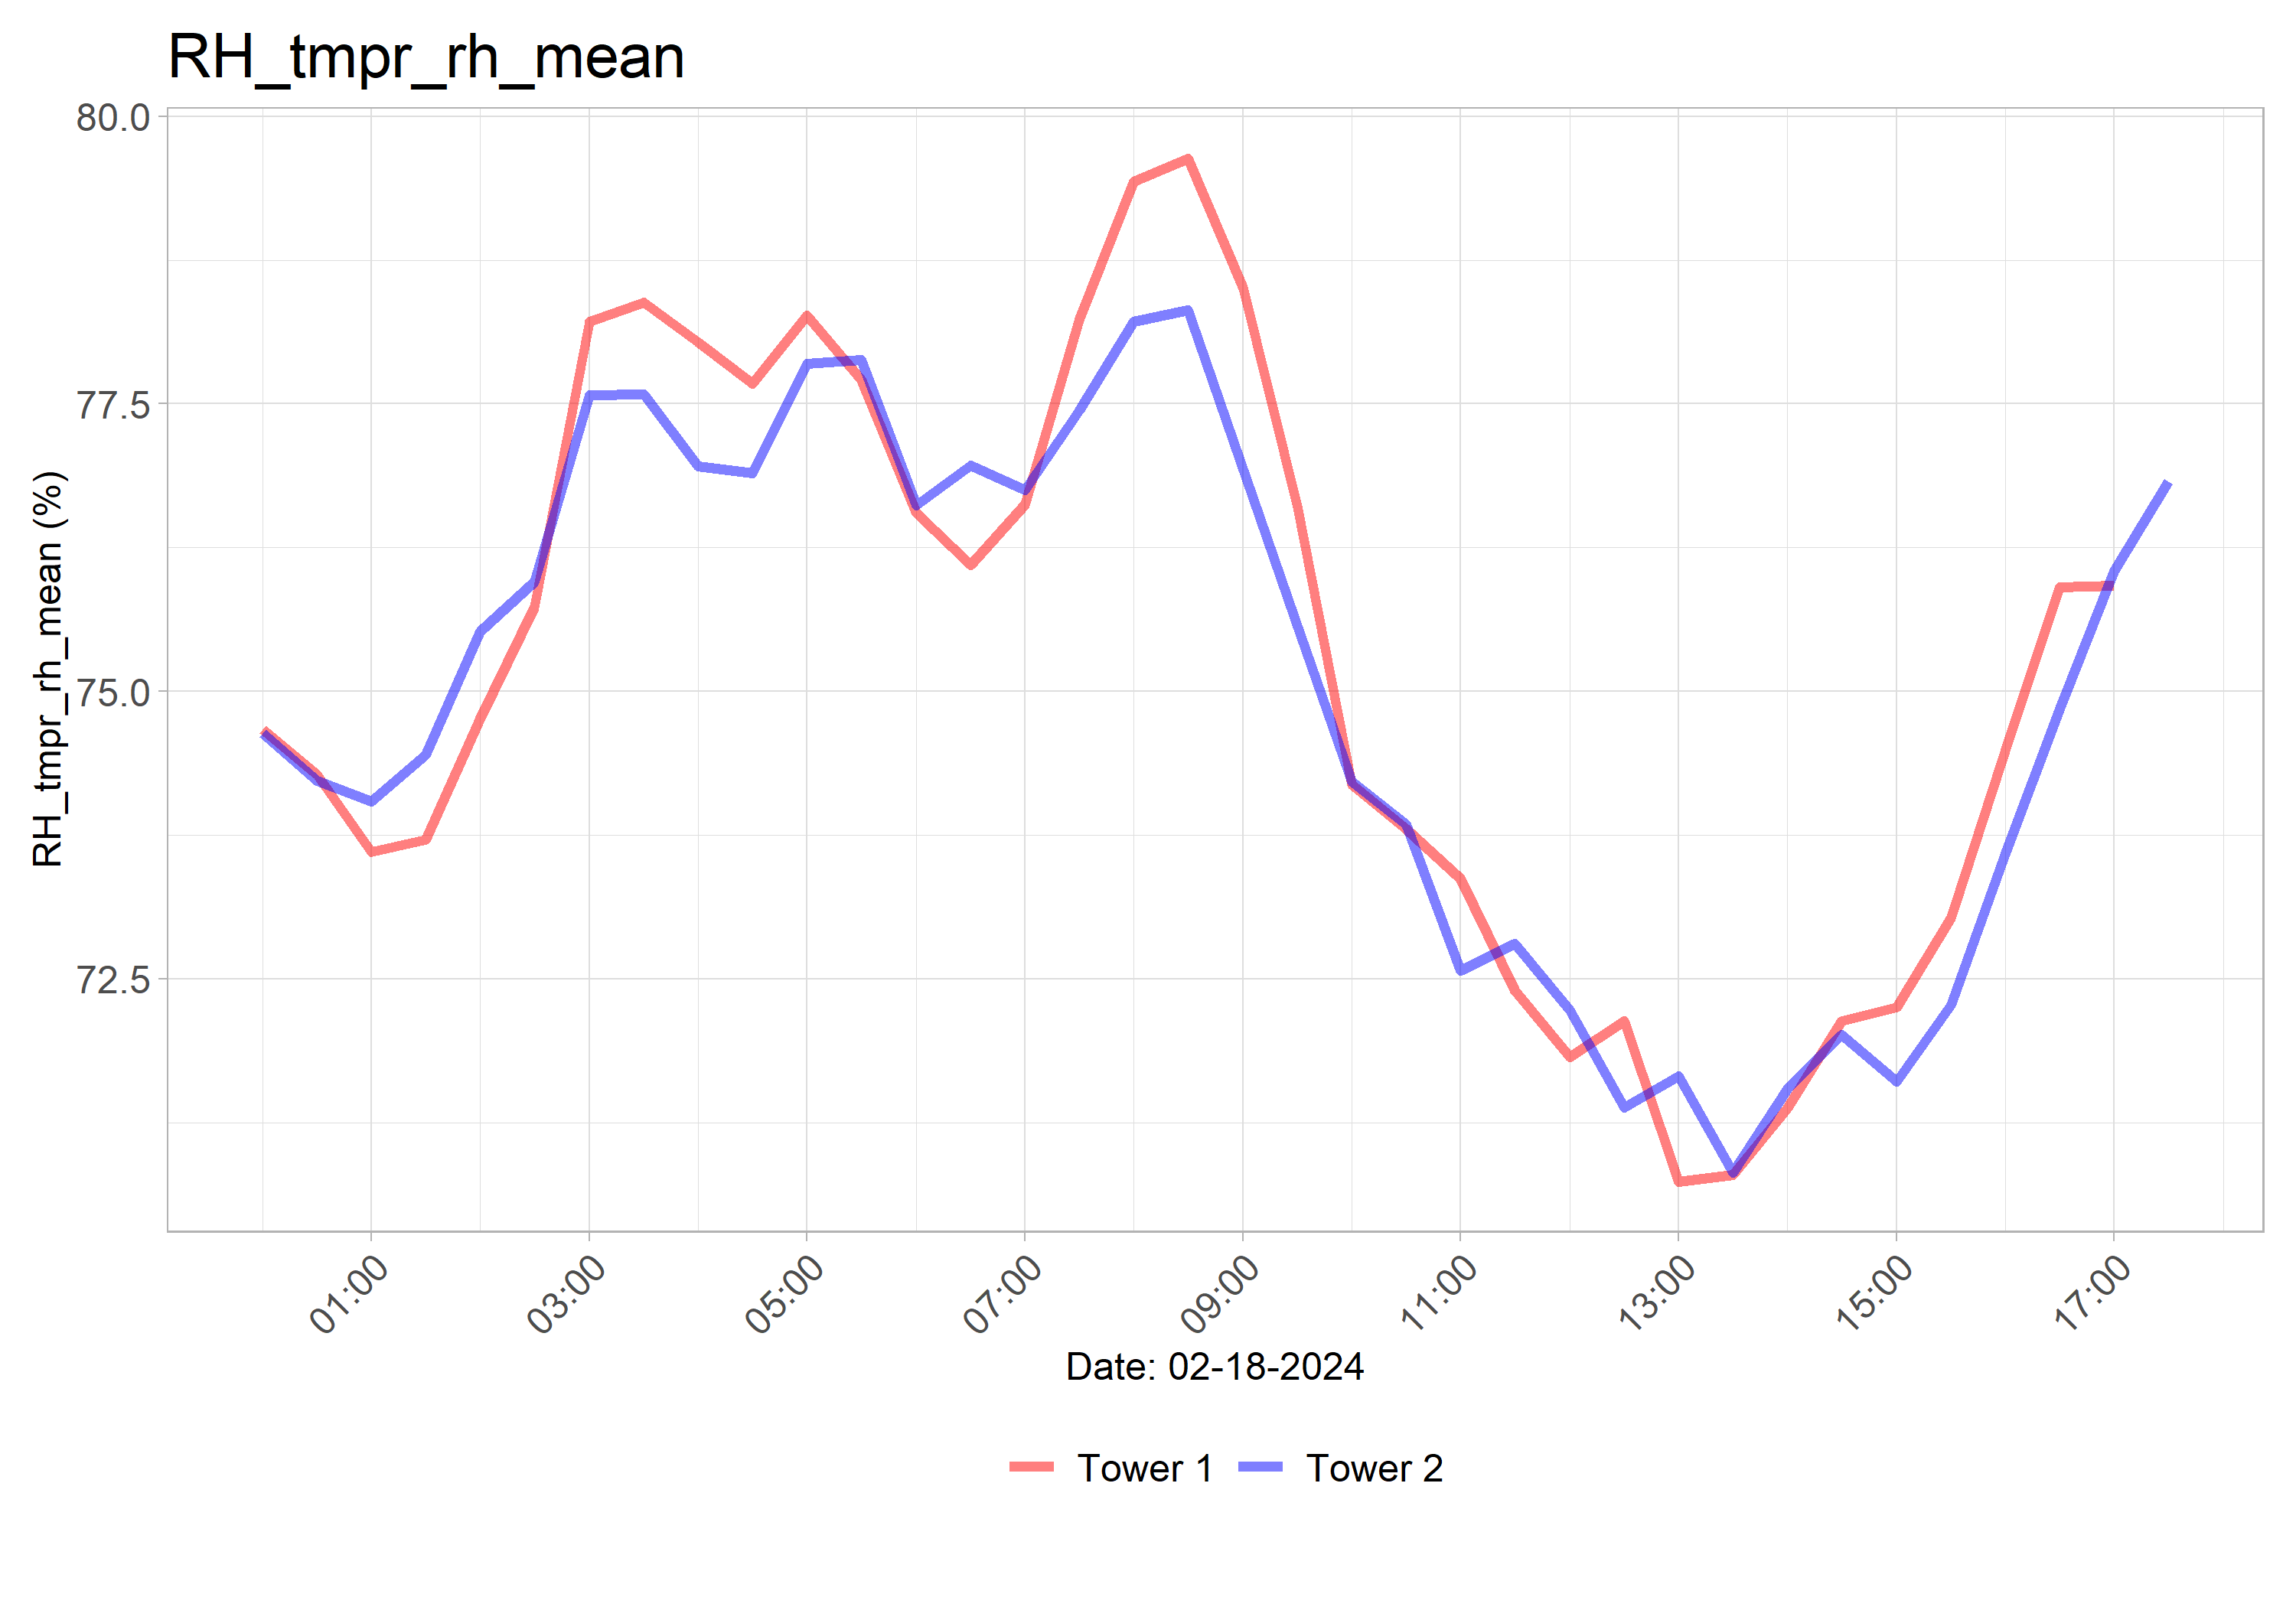 RH_tmpr_rh_mean
RH_tmpr_rh_mean (%)
80.0
77.5
75.0
72.5
01:00 03:00 05:00 07:00 09:00 11:00 13:00 15:00 17:00
Date: 02-18-2024
Tower 1 Tower 2